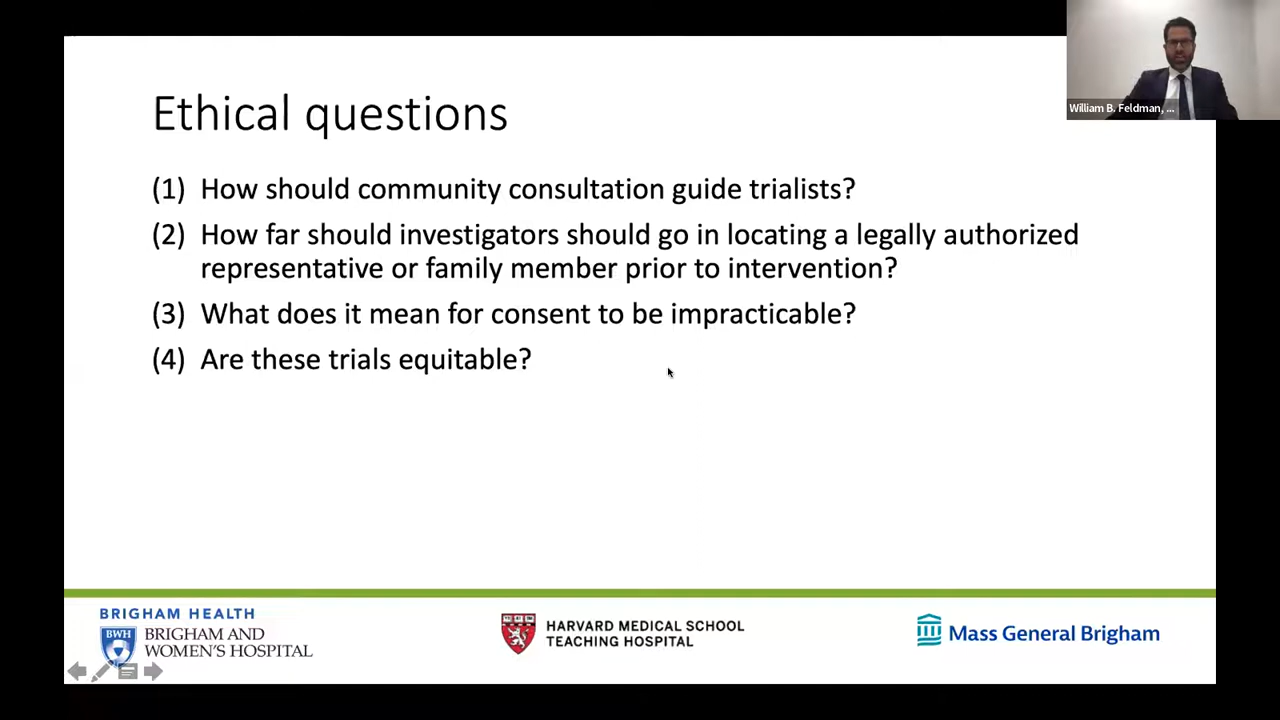 William B. Feldman, ...
Ethical questions
(1) How should community consultation guide trialists?
(2) How far should investigators should go in locating a legally authorized
representative or family member prior to intervention?
(3) What does it mean for consent to be impracticable?
(4) Are these trials equitable?
BRIGHAM HEALTH
BWH
BRIGHAM AND
WOMEN'S HOSPITAL
HARVARD MEDICAL SCHOOL
TEACHING HOSPITAL
Mass General Brigham